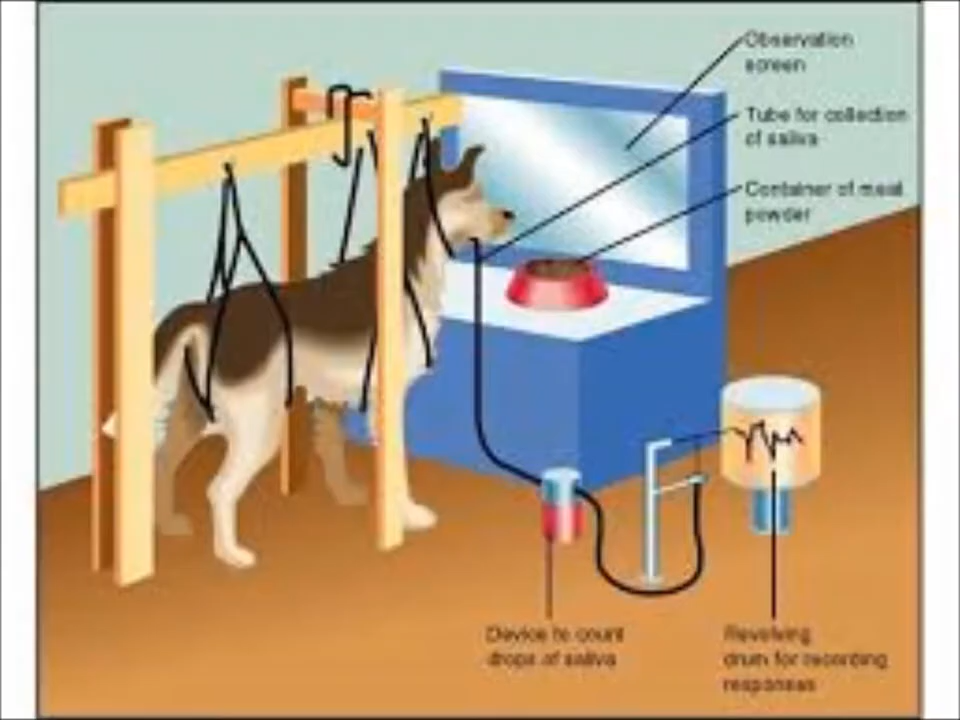 Observation
screen
Tube for collection
of saliva
Container of meat
powder
Device to count
drops of saliva
Revolving
drum for recording
responses